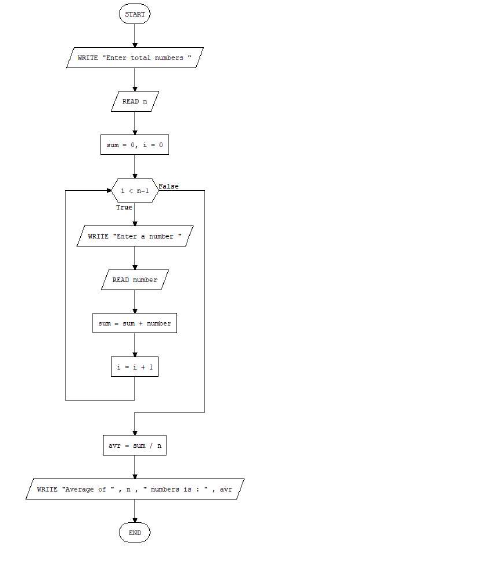 START
WRITE "Enter total numbers "
READ n
sum = 0, i = 0
i < n-1
False
True
WRITE "Enter a number "
READ number
sum = sum + number
i = i + 1
avr = sum / n
WRITE "Average of " , n , " numbers is : " , avr
END